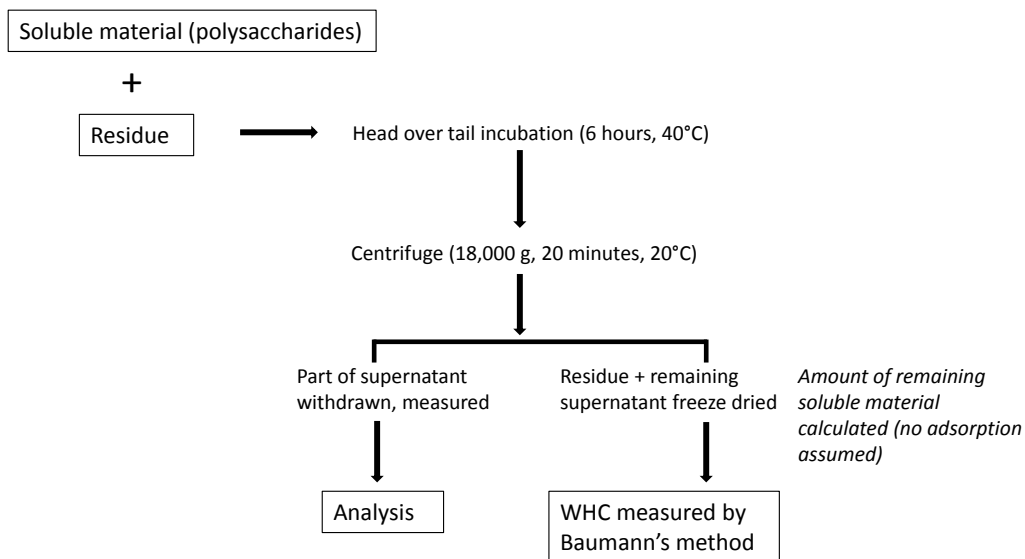 Soluble material (polysaccharides)
+
Residue
Head over tail incubation (6 hours, 40°C)
Centrifuge (18,000 g, 20 minutes, 20°C)
Part of supernatant
withdrawn, measured
Residue + remaining
supernatant freeze dried
Amount of remaining
soluble material
calculated (no adsorption
assumed)
Analysis
WHC measured by
Baumann’s method